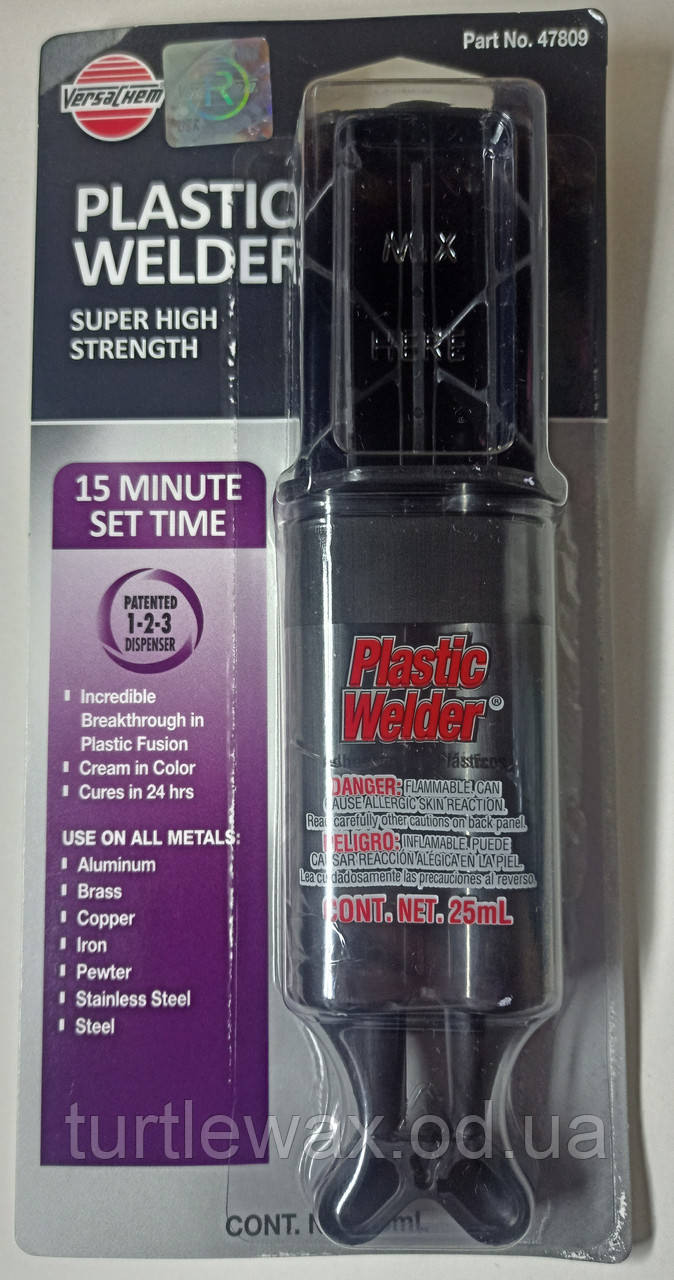 Part No. 47809
VERSACHEM
PLASTIC
WELDER
SUPER HIGH
STRENGTH
MIX
HERE
15 MINUTE
SET TIME
PATENTED
1-2-3
DISPENSER
Incredible
Breakthrough in
Plastic Fusion
Cream in Color
Cures in 24 hrs
USE ON ALL METALS:
Aluminum
Brass
Copper
Iron
Pewter
Stainless Steel
Steel
Plastic
Welder®
DANGER: FLAMMABLE, CAN
CAUSE ALLERGIC SKIN REACTION.
Read carefully other cautions on back panel.
PELIGRO: INFLAMABLE, PUEDE
CAUSAR REACCIÓN ALÉGICA EN LA PIEL.
Lea cuidadosamente las precauciones al reverso.
CONT. NET. 25mL
turtlewax.od.ua
CONT.